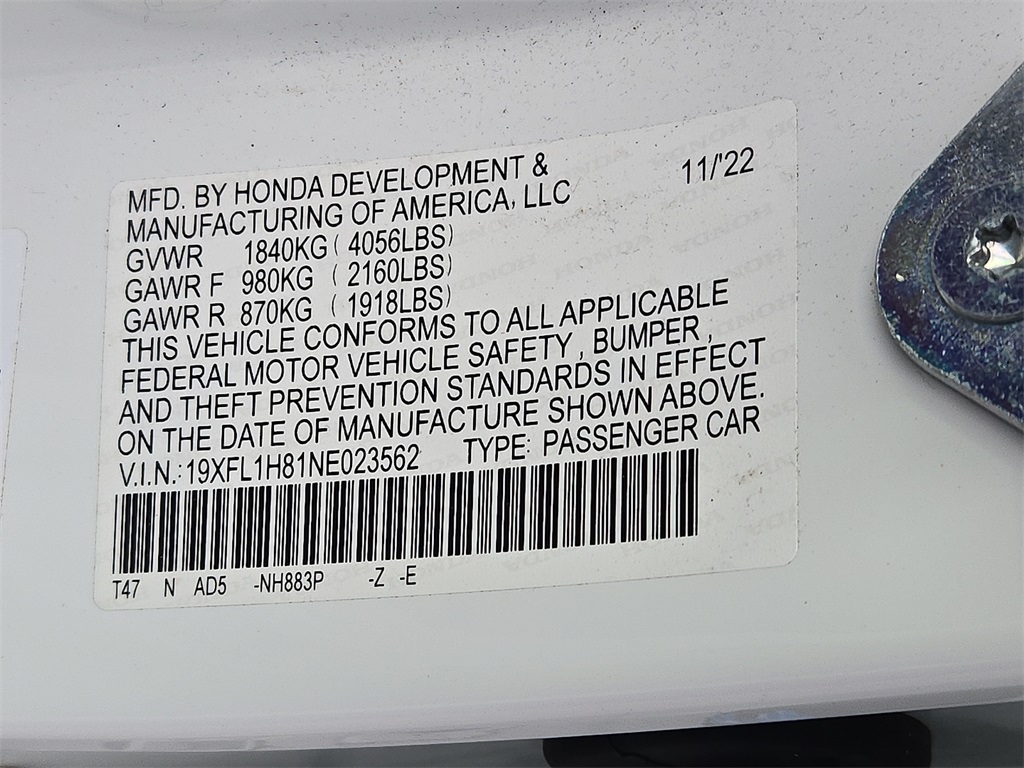 MFD. BY HONDA DEVELOPMENT & 11/'22
MANUFACTURING OF AMERICA, LLC
GVWR 1840KG ( 4056LBS)
GAWR F 980KG ( 2160LBS)
GAWR R 870KG ( 1918LBS)
THIS VEHICLE CONFORMS TO ALL APPLICABLE
FEDERAL MOTOR VEHICLE SAFETY , BUMPER ,
AND THEFT PREVENTION STANDARDS IN EFFECT
ON THE DATE OF MANUFACTURE SHOWN ABOVE.
V.I.N.: 19XFL1H81NE023562 TYPE: PASSENGER CAR
T47 N AD5 -NH883P -Z -E